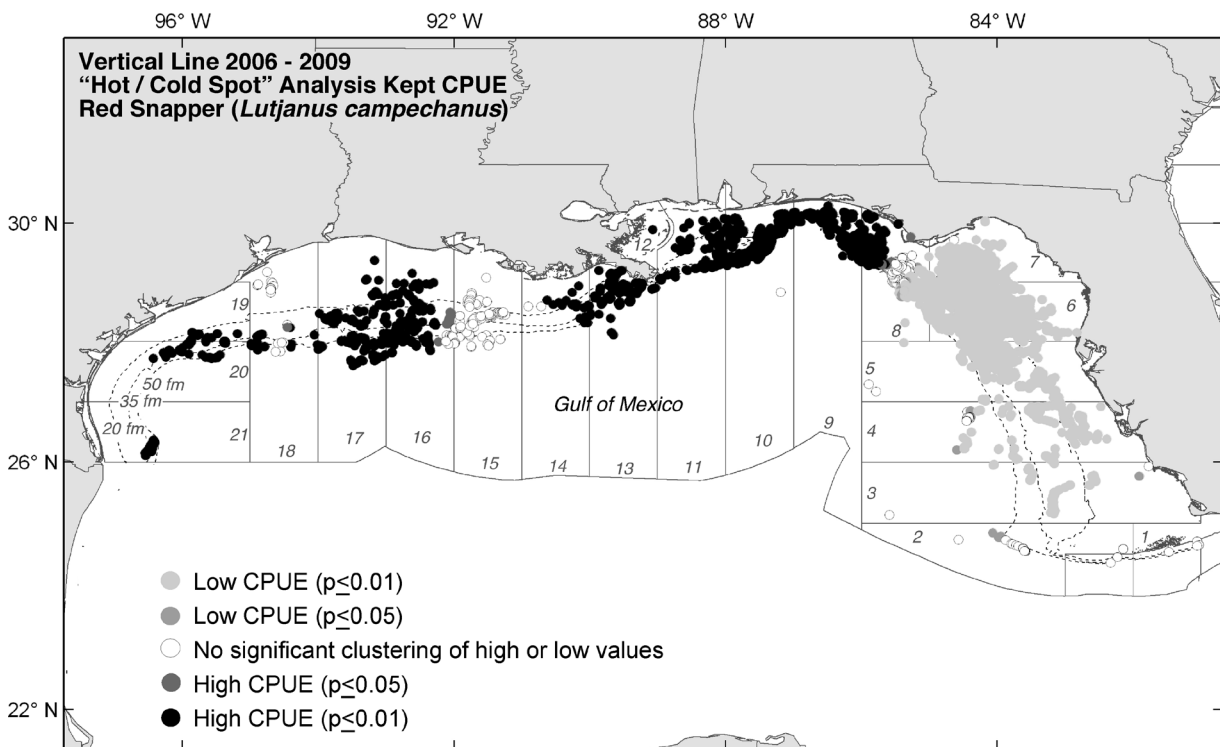 96° W 92° W 88° W 84° W
Vertical Line 2006 - 2009
“Hot / Cold Spot” Analysis Kept CPUE
Red Snapper (Lutjanus campechanus)
30° N
12
7
19
6
8
20
5
50 fm
35 fm
Gulf of Mexico
20 fm
21
18
17
16
15
14
13
11
10
9
4
26° N
3
2
1
Low CPUE (p≤0.01)
Low CPUE (p≤0.05)
No significant clustering of high or low values
High CPUE (p≤0.05)
High CPUE (p≤0.01)
22° N